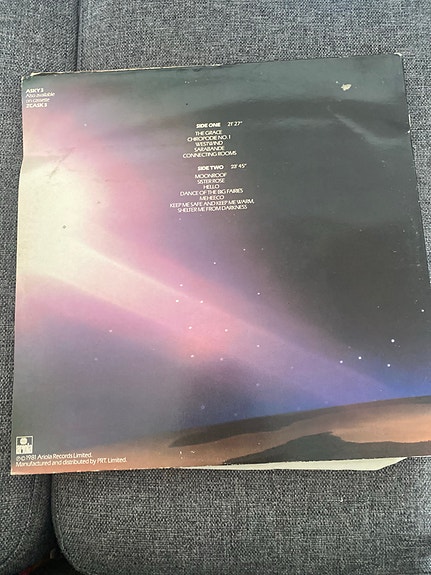 ASKY 3
Also available
on cassette
ZCASK 3
SIDE ONE 21' 27"
THE GRACE
CHIROPODIE NO. 1
WESTWIND
SARABANDE
CONNECTING ROOMS
SIDE TWO 23' 45"
MOONROOF
SISTER ROSE
HELLO
DANCE OF THE BIG FAIRIES
MEHEECO
KEEP ME SAFE AND KEEP ME WARM,
SHELTER ME FROM DARKNESS
℗ © 1981 Ariola Records Limited.
Manufactured and distributed by PRT. Limited.